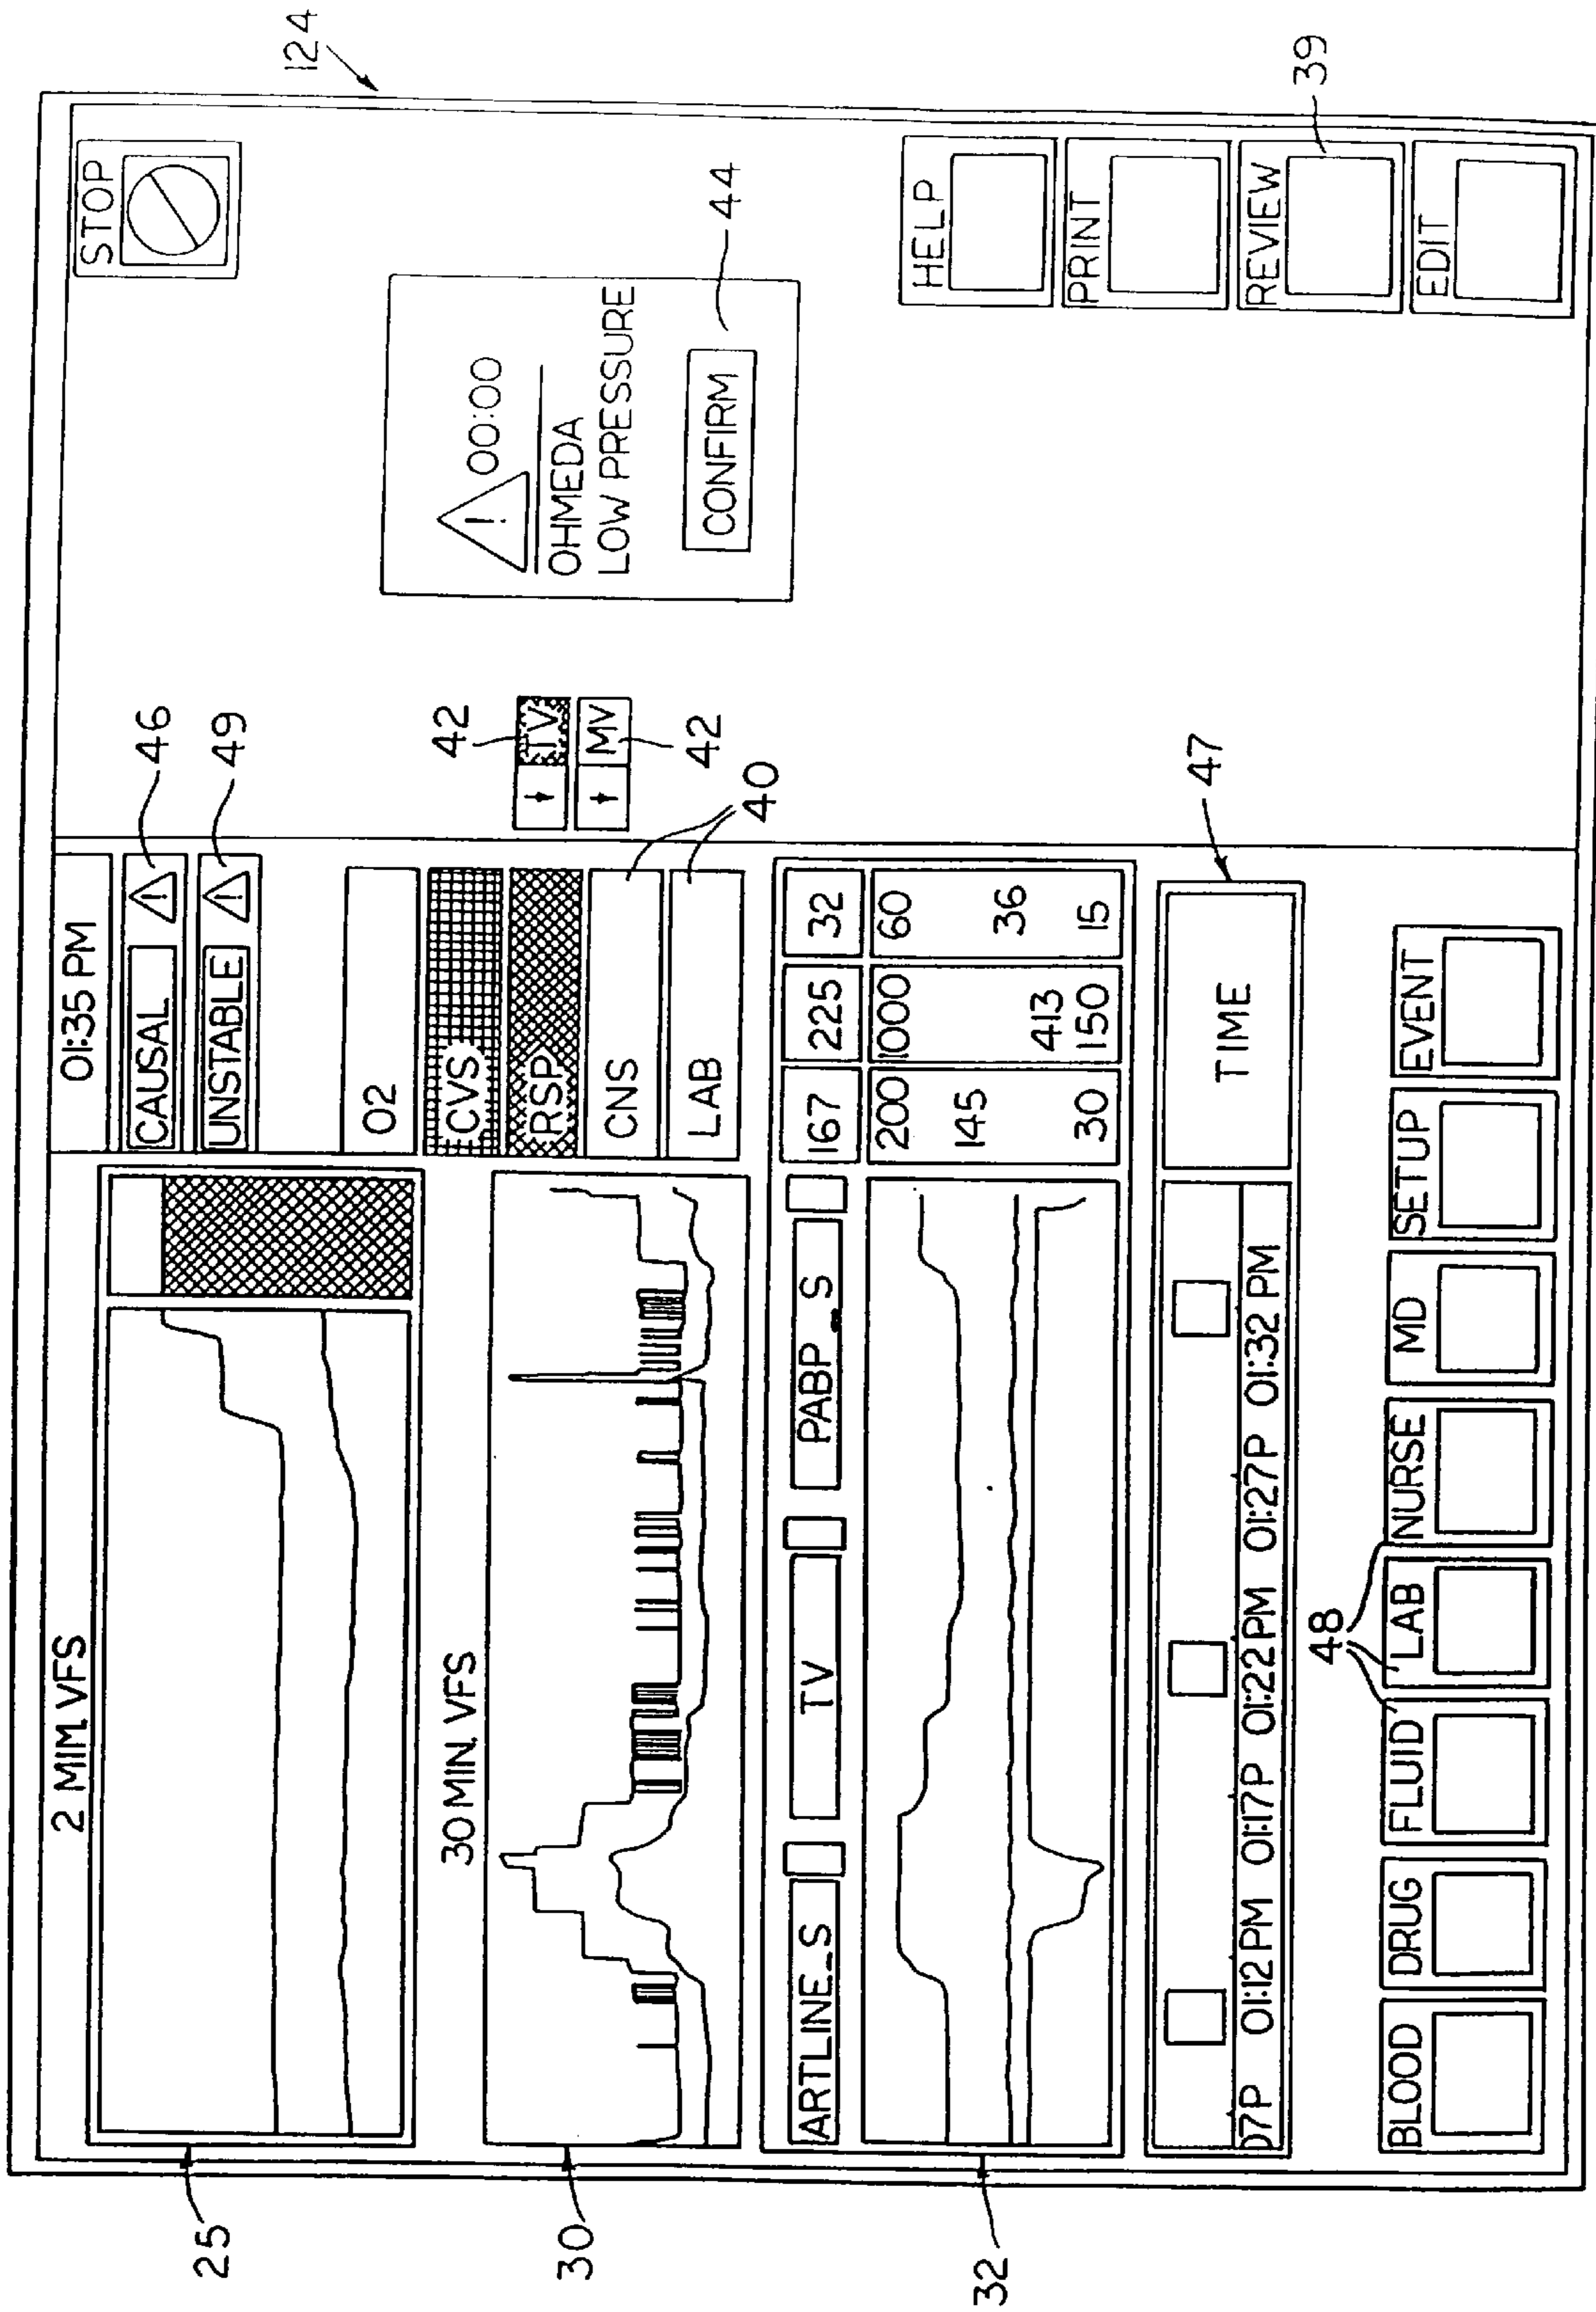 124
2 MIM. VFS
01:35 PM
STOP
CAUSAL !
46
UNSTABLE !
49
25
O2
CVS
RSP
CNS
LAB
40
42
TV
MV
42
! 00:00
OHMEDA
LOW PRESSURE
CONFIRM
44
30 MIN. VFS
30
ARTLINE_S
TV
PABP_S
167
225
32
200
1000
60
145
413
36
30
150
15
32
TIME
47
07P 01:12 PM 01:17P 01:22 PM 01:27P 01:32 PM
48
BLOOD
DRUG
FLUID
LAB
NURSE
MD
SETUP
EVENT
HELP
PRINT
REVIEW
39
EDIT